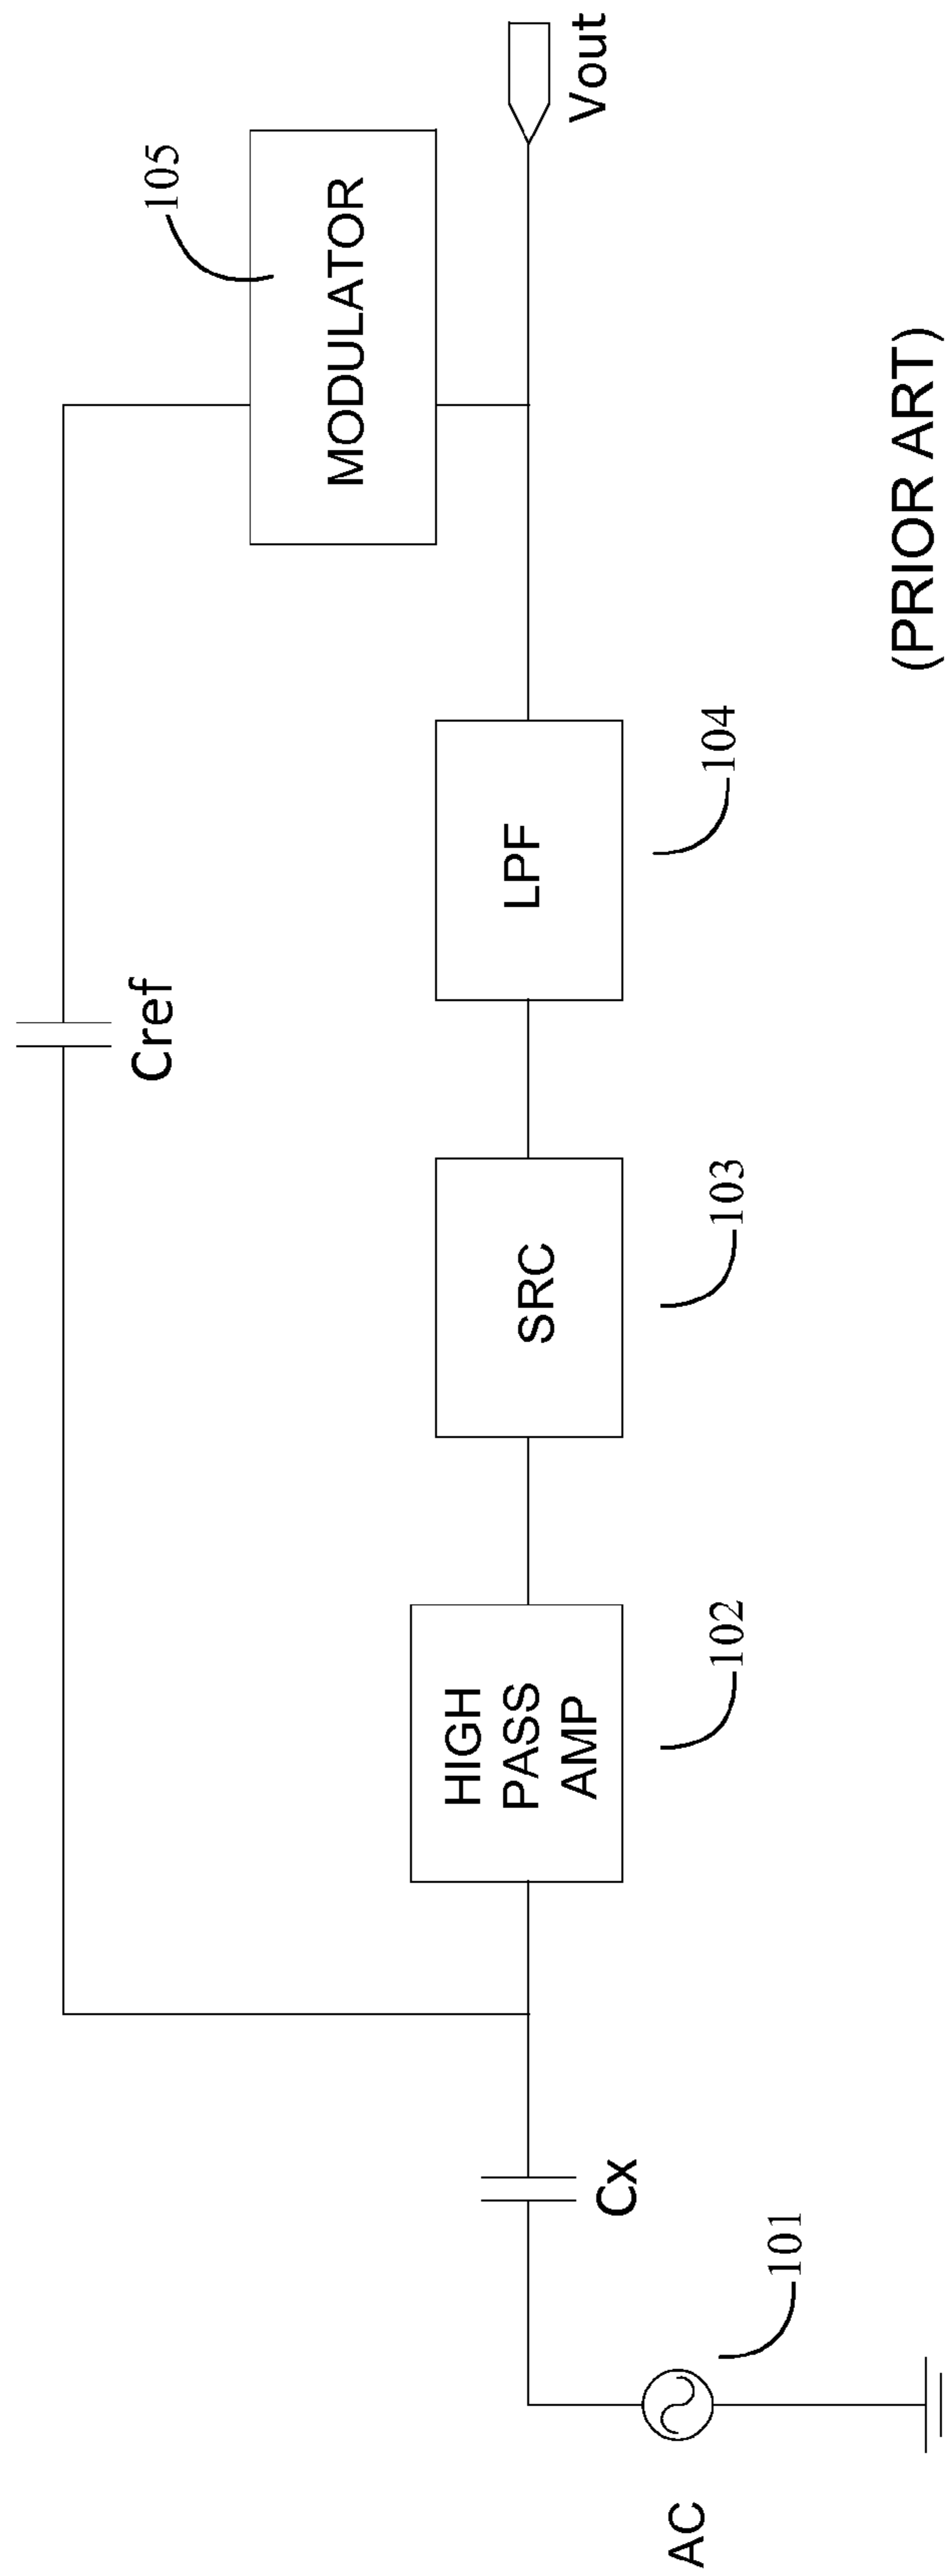 105
MODULATOR
Vout
Cref
LPF
104
SRC
103
HIGH
PASS
AMP
102
Cx
101
AC
(PRIOR ART)